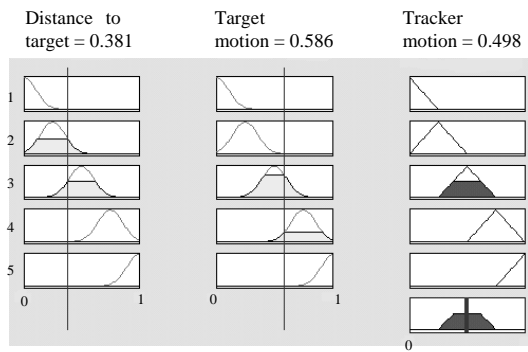 Distance to target = 0.381
Target motion = 0.586
Tracker motion = 0.498
1
2
3
4
5
0 1
0 1
0